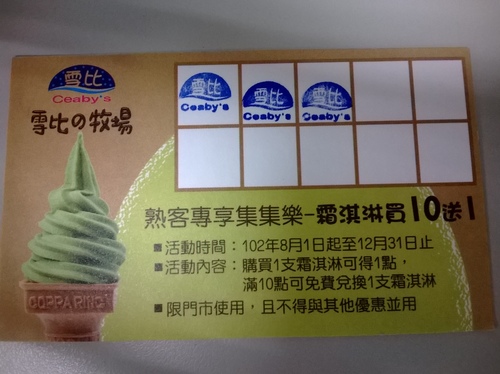 雪比
Ceaby's
雪比の牧場
雪比
Ceaby's
雪比
Ceaby's
雪比
Ceaby's
熟客專享集集樂-霜淇淋買10送1
■活動時間：102年8月1日起至12月31日止
■活動內容：購買1支霜淇淋可得1點，
滿10點可免費兌換1支霜淇淋
■限門市使用，且不得與其他優惠並用
COPPARING